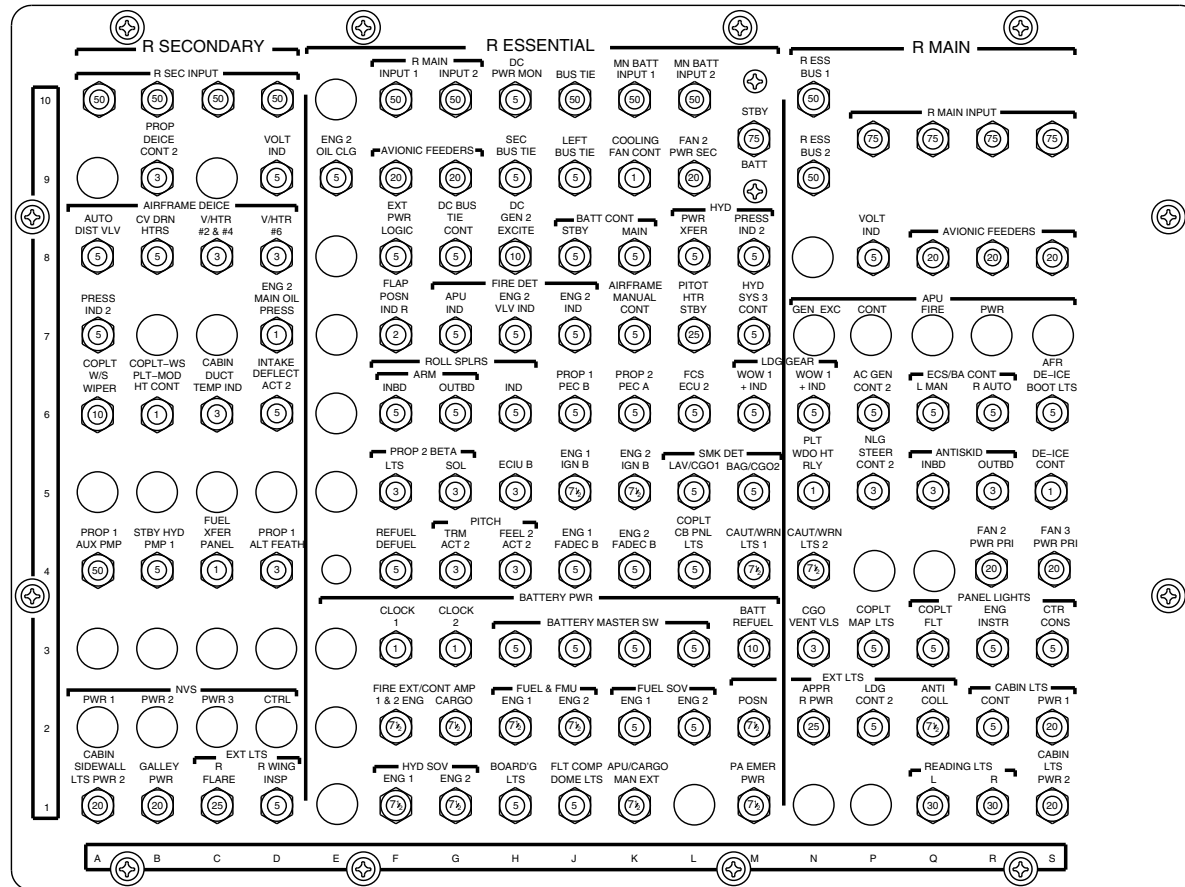 R SECONDARY R ESSENTIAL R MAIN
R SEC INPUT
R MAIN
INPUT 1 INPUT 2
DC
PWR MON
BUS TIE
MN BATT
INPUT 1
MN BATT
INPUT 2
R ESS
BUS 1
10 50 50 50 50 50 50 5 50 50 50 50
STBY
75
BATT
R MAIN INPUT
75 75 75 75
PROP
DEICE
CONT 2
VOLT
IND
ENG 2
OIL CLG
AVIONIC FEEDERS
SEC
BUS TIE
LEFT
BUS TIE
COOLING
FAN CONT
FAN 2
PWR SEC
R ESS
BUS 2
9 3 5 5 20 20 5 5 1 20 50
AIRFRAME DEICE
AUTO
DIST VLV
CV DRN
HTRS
V/HTR
#2 & #4
V/HTR
#6
EXT
PWR
LOGIC
DC BUS
TIE
CONT
DC
GEN 2
EXCITE
BATT CONT
STBY MAIN
HYD
PWR
XFER
PRESS
IND 2
VOLT
IND
AVIONIC FEEDERS
8 5 5 3 3 5 5 10 5 5 5 5 5 20 20 20
PRESS
IND 2
ENG 2
MAIN OIL
PRESS
FLAP
POSN
IND R
FIRE DET
APU
IND
ENG 2
VLV IND
ENG 2
IND
AIRFRAME
MANUAL
CONT
PITOT
HTR
STBY
HYD
SYS 3
CONT
APU
GEN EXC CONT FIRE PWR
7 5 1 2 5 5 5 5 25 5
COPLT
W/S
WIPER
COPLT–WS
PLT–MOD
HT CONT
CABIN
DUCT
TEMP IND
INTAKE
DEFLECT
ACT 2
ROLL SPLRS
ARM
INBD OUTBD IND
PROP 1
PEC B
PROP 2
PEC A
FCS
ECU 2
LDG GEAR
WOW 1
+ IND
WOW 1
+ IND
AC GEN
CONT 2
ECS/BA CONT
L MAN R AUTO
AFR
DE–ICE
BOOT LTS
6 10 1 3 5 5 5 5 5 5 5 5 5 5 5 5 5
PROP 2 BETA
LTS SOL
ECIU B
ENG 1
IGN B
ENG 2
IGN B
SMK DET
LAV/CGO1 BAG/CGO2
PLT
WDO HT
RLY
NLG
STEER
CONT 2
ANTISKID
INBD OUTBD
DE–ICE
CONT
5 3 3 3 7½ 7½ 5 5 1 3 3 3 1
PROP 1
AUX PMP
STBY HYD
PMP 1
FUEL
XFER
PANEL
PROP 1
ALT FEATH
REFUEL
DEFUEL
PITCH
TRM
ACT 2
FEEL 2
ACT 2
ENG 1
FADEC B
ENG 2
FADEC B
COPLT
CB PNL
LTS
CAUT/WRN
LTS 1
CAUT/WRN
LTS 2
FAN 2
PWR PRI
FAN 3
PWR PRI
4 50 5 1 3 5 3 3 5 5 5 7½ 7½ 20 20
BATTERY PWR
CLOCK
1
CLOCK
2
BATTERY MASTER SW
BATT
REFUEL
CGO
VENT VLS
COPLT
MAP LTS
PANEL LIGHTS
COPLT
FLT
ENG
INSTR
CTR
CONS
3 1 1 5 5 5 5 10 3 5 5 5 5
NVS
PWR 1 PWR 2 PWR 3 CTRL
FIRE EXT/CONT AMP
1 & 2 ENG CARGO
FUEL & FMU
ENG 1 ENG 2
FUEL SOV
ENG 1 ENG 2
EXT LTS
POSN
APPR
R PWR
LDG
CONT 2
ANTI
COLL
CABIN LTS
CONT PWR 1
2 7½ 7½ 7½ 7½ 5 5 7½ 25 5 7½ 5 20
CABIN
SIDEWALL
LTS PWR 2
GALLEY
PWR
EXT LTS
R
FLARE
R WING
INSP
HYD SOV
ENG 1 ENG 2
BOARD'G
LTS
FLT COMP
DOME LTS
APU/CARGO
MAN EXT
PA EMER
PWR
READING LTS
L R
CABIN
LTS
PWR 2
1 20 20 25 5 7½ 7½ 5 5 7½ 7½ 30 30 20
A B C D E F G H J K L M N P Q R S